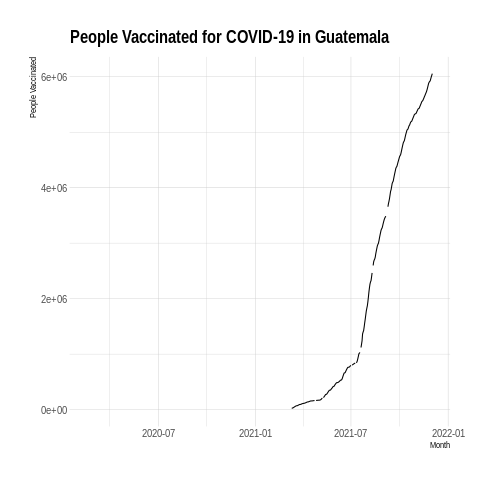 People Vaccinated for COVID-19 in Guatemala
People Vaccinated
6e+06
4e+06
2e+06
0e+00
2020-07 2021-01 2021-07 2022-01
Month